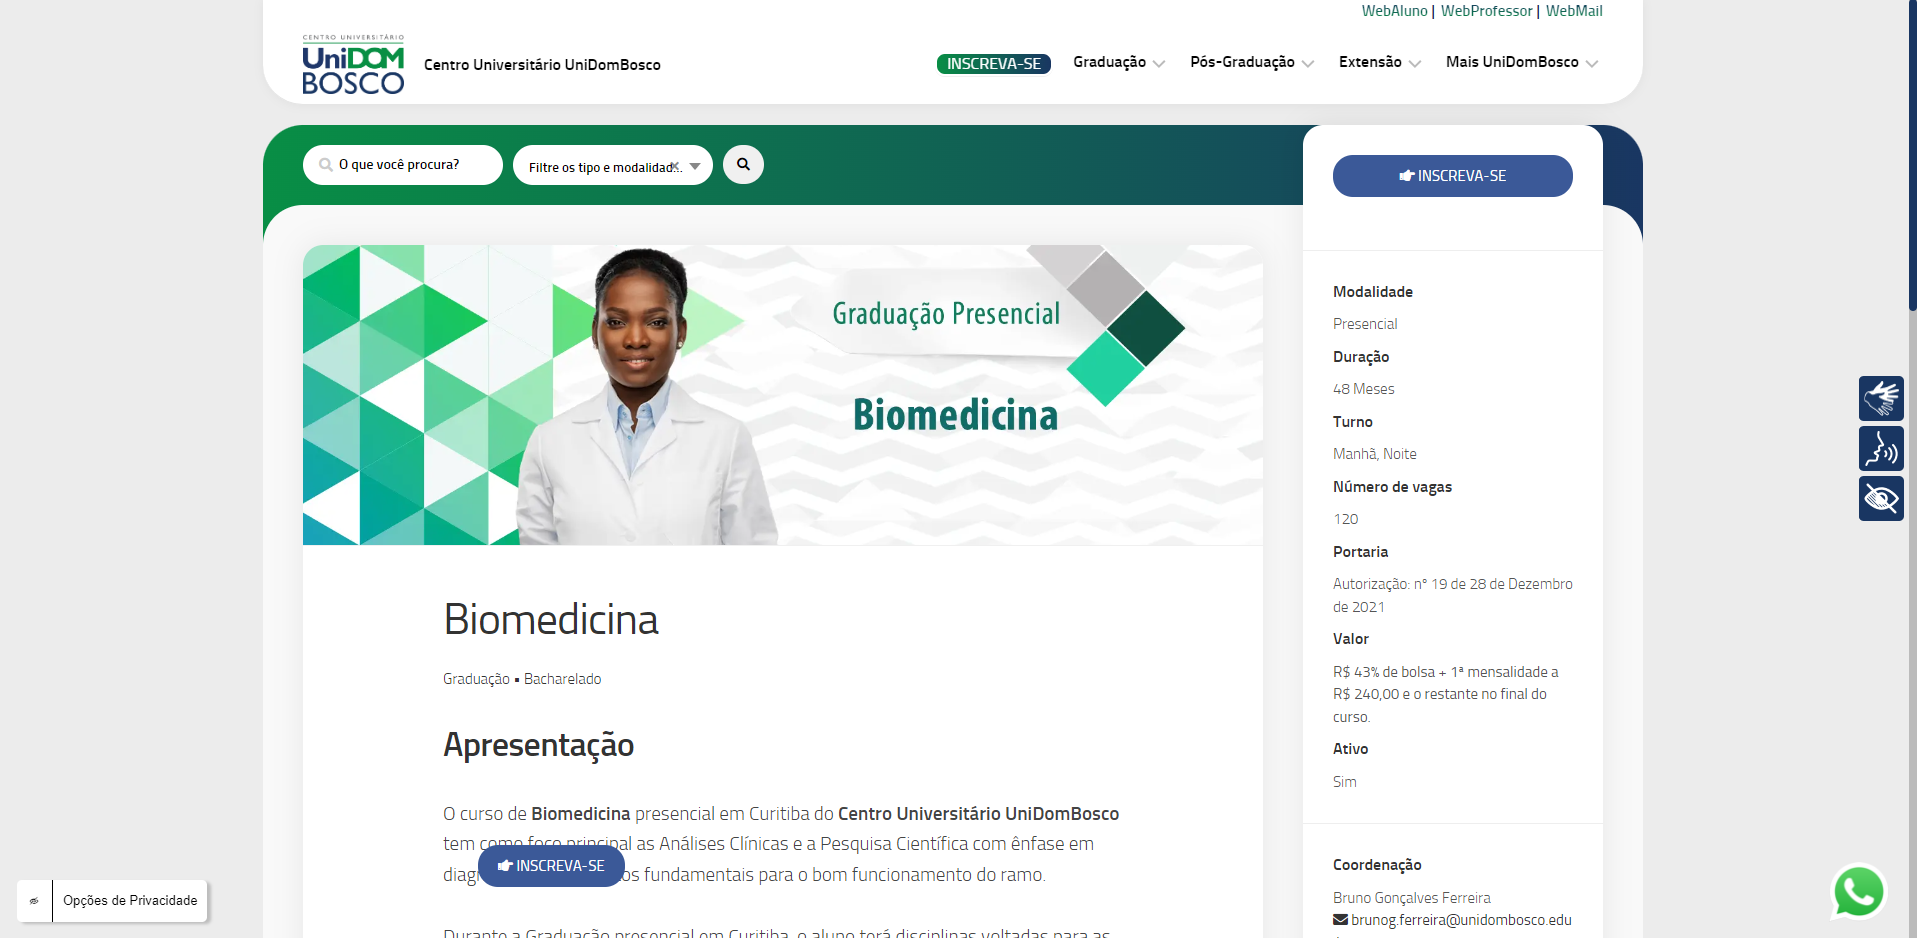 WebAluno | WebProfessor | WebMail
CENTRO UNIVERSITÁRIO
UniDOM
BOSCO
Centro Universitário UniDomBosco
INSCREVA-SE
Graduação
Pós-Graduação
Extensão
Mais UniDomBosco
O que você procura?
Filtre os tipo e modalidad...
Graduação Presencial
Biomedicina
Biomedicina
Graduação ▪ Bacharelado
Apresentação
O curso de Biomedicina presencial em Curitiba do Centro Universitário UniDomBosco
tem como foco principal as Análises Clínicas e a Pesquisa Científica com ênfase em
diag os fundamentais para o bom funcionamento do ramo.
INSCREVA-SE
Durante a Graduação presencial em Curitiba, o aluno terá disciplinas voltadas para as
INSCREVA-SE
Modalidade
Presencial
Duração
48 Meses
Turno
Manhã, Noite
Número de vagas
120
Portaria
Autorização: nº 19 de 28 de Dezembro
de 2021
Valor
R$ 43% de bolsa + 1ª mensalidade a
R$ 240,00 e o restante no final do
curso.
Ativo
Sim
Coordenação
Bruno Gonçalves Ferreira
brunog.ferreira@unidombosco.edu
Opções de Privacidade